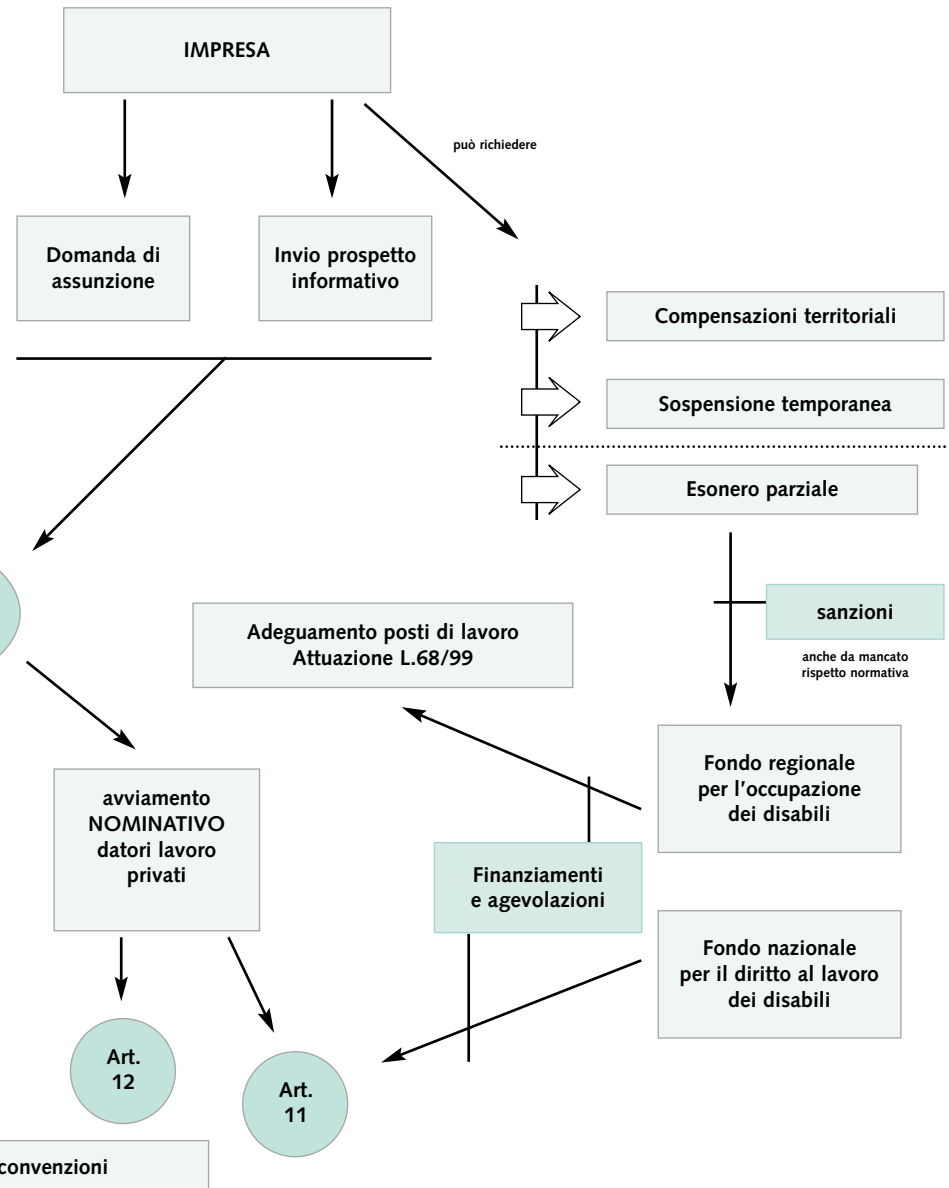 IMPRESA
può richiedere
Domanda di
assunzione
Invio prospetto
informativo
Compensazioni territoriali
Sospensione temporanea
Esonero parziale
sanzioni
anche da mancato
rispetto normativa
Adeguamento posti di lavoro
Attuazione L.68/99
Fondo regionale
per l'occupazione
dei disabili
avviamento
NOMINATIVO
datori lavoro
privati
Finanziamenti
e agevolazioni
Fondo nazionale
per il diritto al lavoro
dei disabili
Art.
12
Art.
11
convenzioni